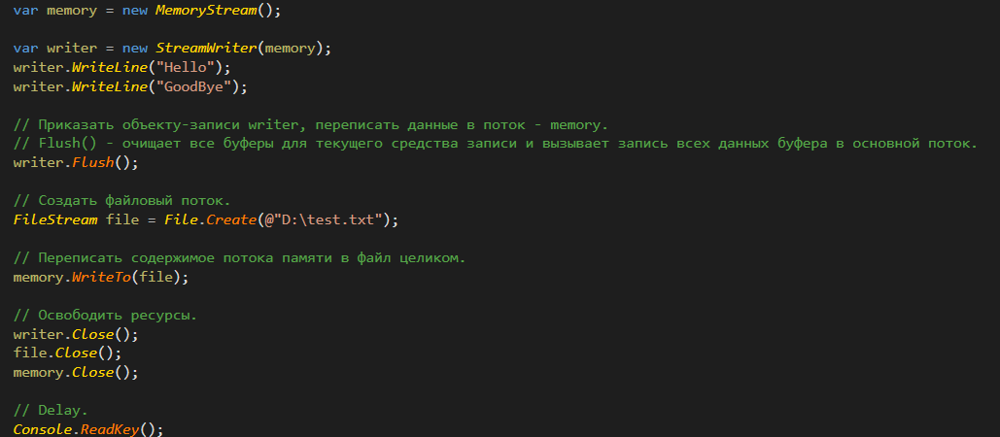 var memory = new MemoryStream();
var writer = new StreamWriter(memory);
writer.WriteLine("Hello");
writer.WriteLine("GoodBye");
// Приказать объекту-записи writer, переписать данные в поток - memory.
// Flush() - очищает все буферы для текущего средства записи и вызывает запись всех данных буфера в основной поток.
writer.Flush();
// Создать файловый поток.
FileStream file = File.Create(@"D:\test.txt");
// Переписать содержимое потока памяти в файл целиком.
memory.WriteTo(file);
// Освободить ресурсы.
writer.Close();
file.Close();
memory.Close();
// Delay.
Console.ReadKey();